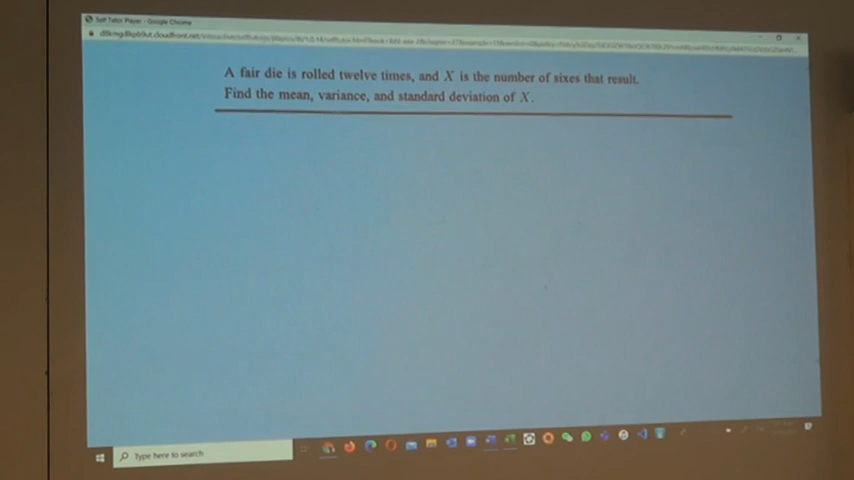 Self Tutor Player - Google Chrome
A fair die is rolled twelve times, and X is the number of sixes that result.
Find the mean, variance, and standard deviation of X.
Type here to search